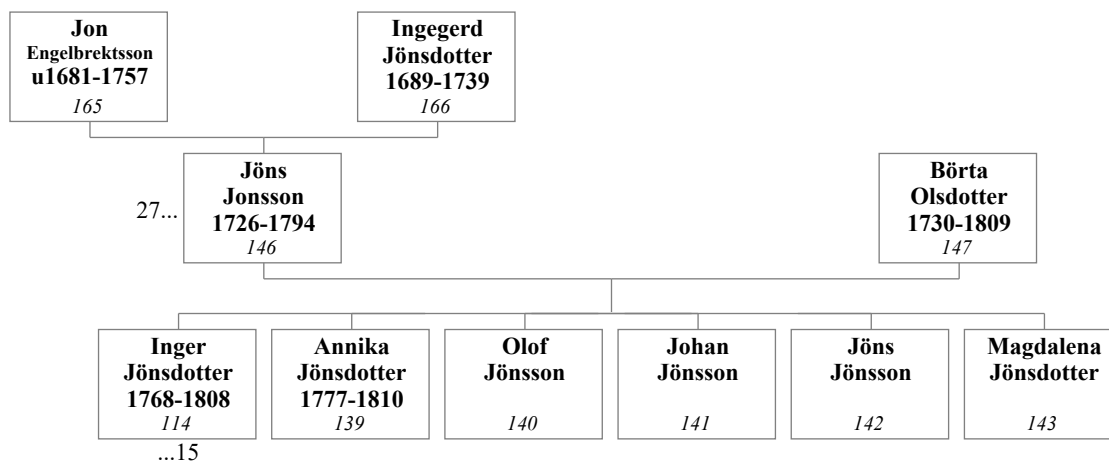 Jon
Engelbrektsson
u1681-1757
165
Ingegerd
Jönsdotter
1689-1739
166
27...
Jöns
Jonsson
1726-1794
146
Börta
Olsdotter
1730-1809
147
Inger
Jönsdotter
1768-1808
114
Annika
Jönsdotter
1777-1810
139
Olof
Jönsson
140
Johan
Jönsson
141
Jöns
Jönsson
142
Magdalena
Jönsdotter
143
...15